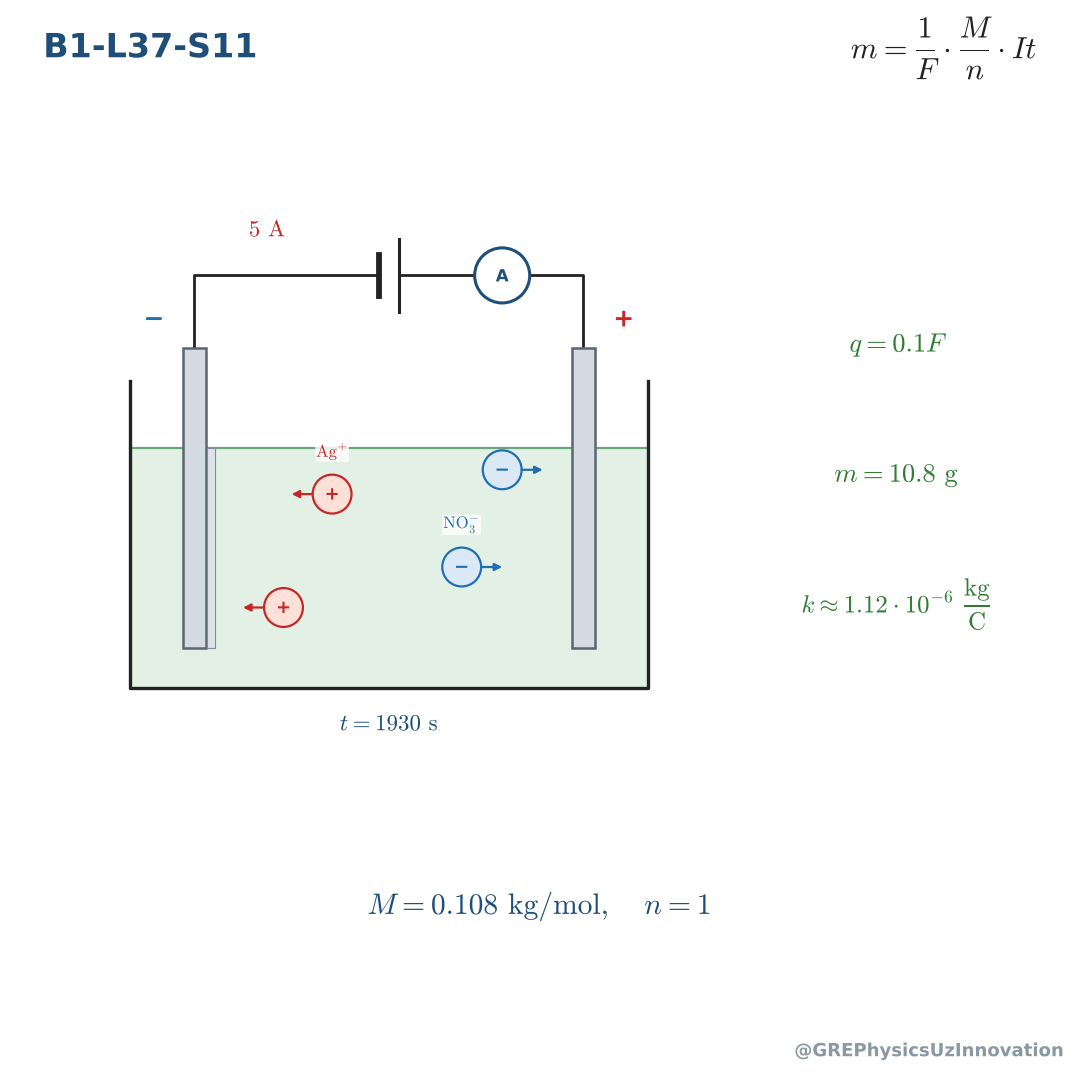 B1-L37-S11
m = 1/F · M/n · It
5 A
A
− +
q = 0.1F
Ag⁺
−
+
NO₃⁻
−
+
m = 10.8 g
k ≈ 1.12 · 10⁻⁶ kg/C
t = 1930 s
M = 0.108 kg/mol, n = 1
@GREPhysicsUzInnovation